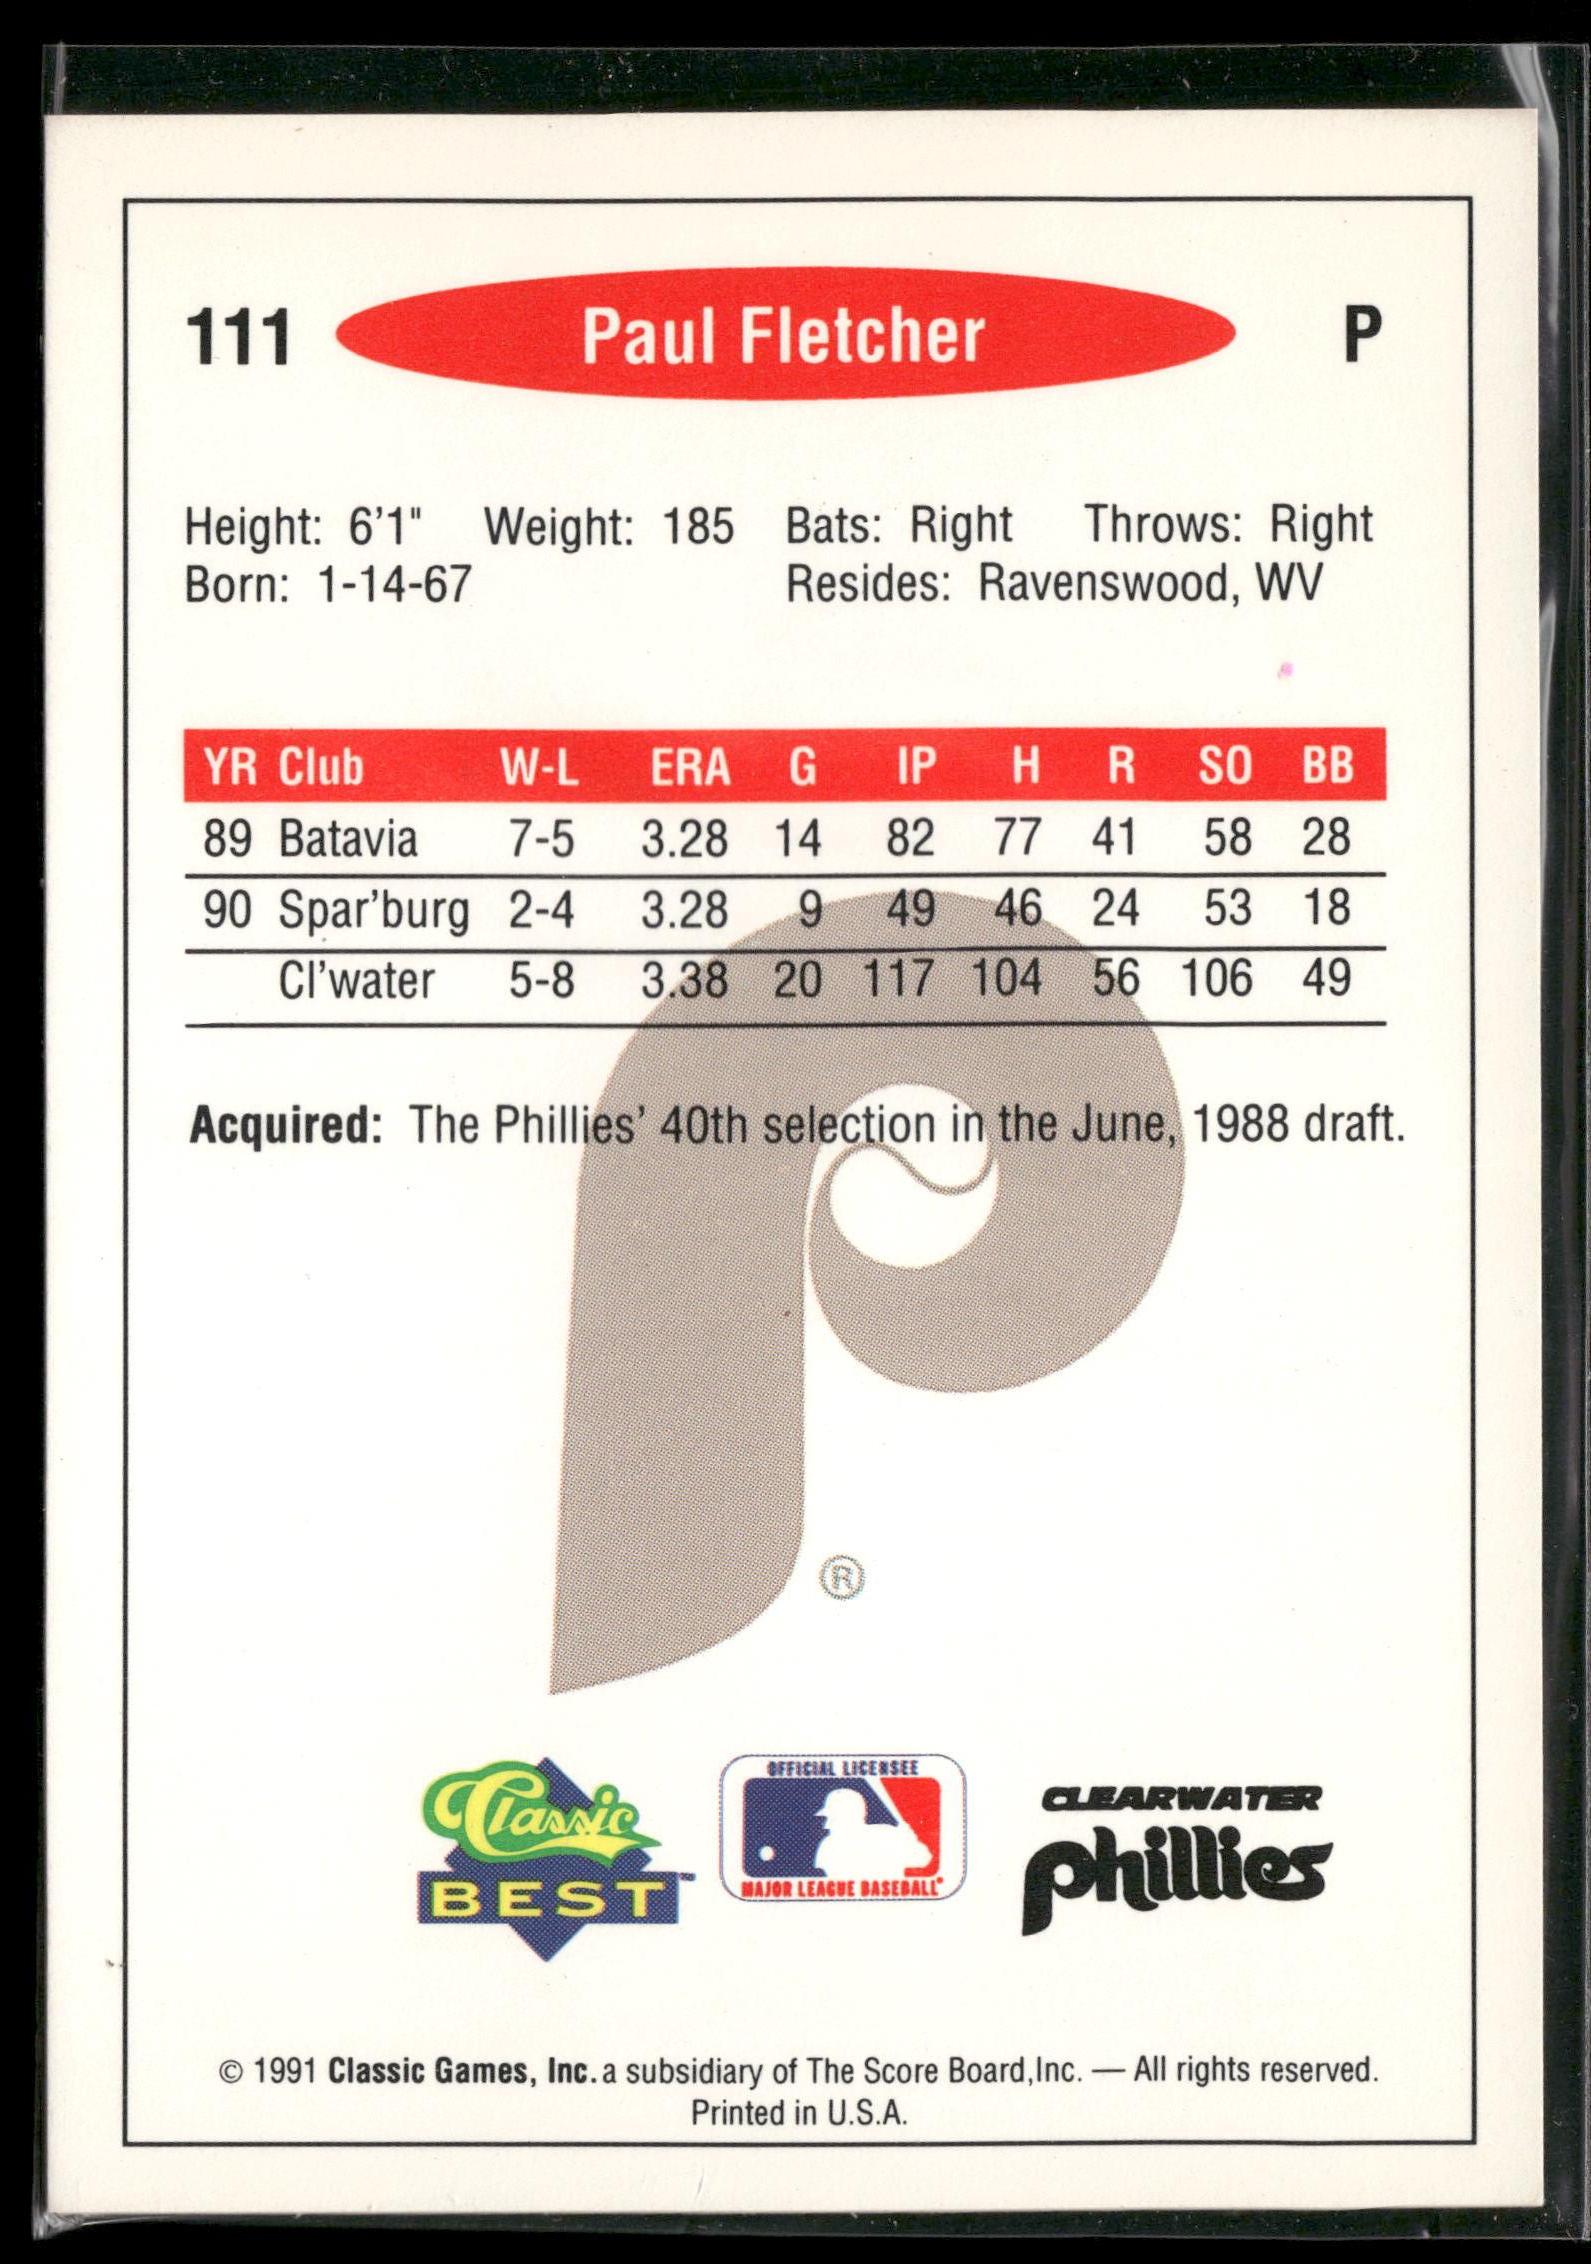 111 Paul Fletcher P
Height: 6'1" Weight: 185 Bats: Right Throws: Right
Born: 1-14-67 Resides: Ravenswood, WV
YR Club W-L ERA G IP H R SO BB
89 Batavia 7-5 3.28 14 82 77 41 58 28
90 Spar'burg 2-4 3.28 9 49 46 24 53 18
Cl'water 5-8 3.38 20 117 104 56 106 49
Acquired: The Phillies' 40th selection in the June, 1988 draft.
P
®
Classic
BEST™
OFFICIAL LICENSEE
MAJOR LEAGUE BASEBALL®
CLEARWATER
phillies
© 1991 Classic Games, Inc. a subsidiary of The Score Board,Inc. — All rights reserved.
Printed in U.S.A.